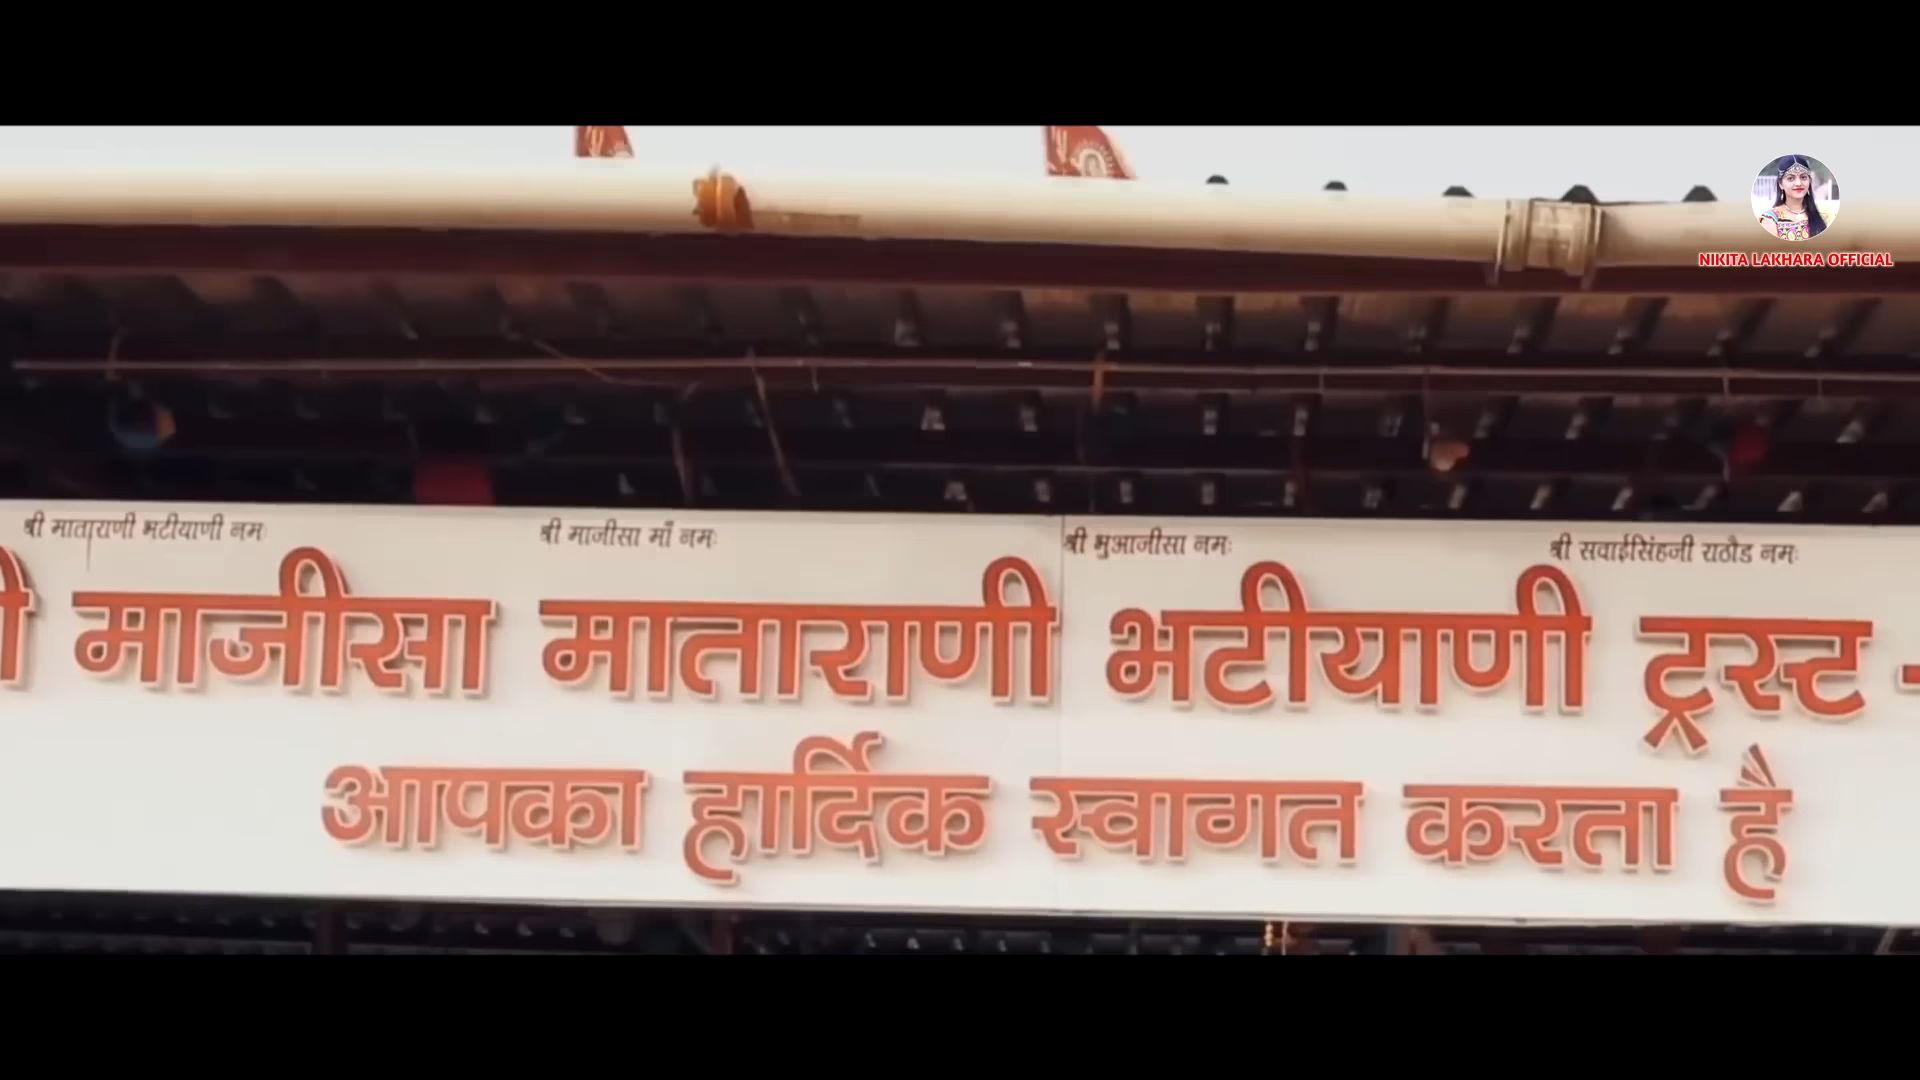 श्री माताराणी भटीयाणी नमः श्री माजीसा माँ नमः श्री भुआजीसा नमः श्री सवाईसिंहजी राठौड नमः
माजीसा माताराणी भटीयाणी ट्रस्ट -
आपका हार्दिक स्वागत करता है
NIKITA LAKHARA OFFICIAL